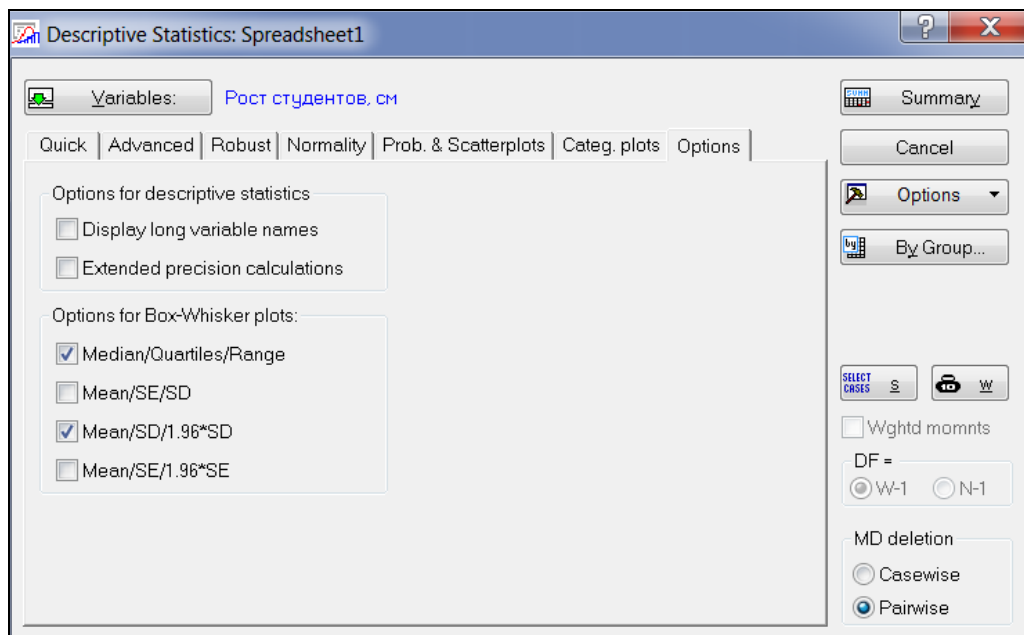 Descriptive Statistics: Spreadsheet1
Variables: Рост студентов, см
Quick Advanced Robust Normality Prob. & Scatterplots Categ. plots Options
Options for descriptive statistics
Display long variable names
Extended precision calculations
Options for Box-Whisker plots:
Median/Quartiles/Range
Mean/SE/SD
Mean/SD/1.96*SD
Mean/SE/1.96*SE
Summary
Cancel
Options
By Group...
SELECT CASES S W
Wghtd momnts
DF =
W-1 N-1
MD deletion
Casewise
Pairwise